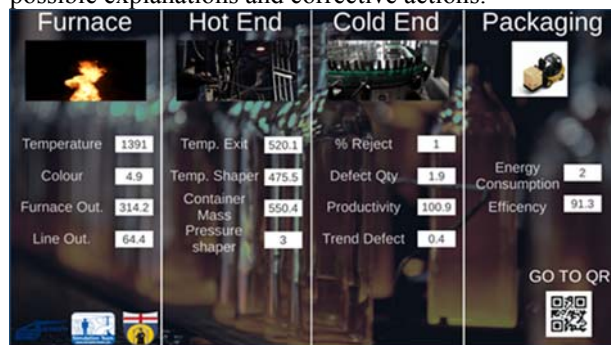 possible explanations and corrective actions.
Furnace
Temperature 1391
Colour 4.9
Furnace Out. 314.2
Line Out. 64.4
Hot End
Temp. Exit 520.1
Temp. Shaper 475.5
Container
Mass 550.4
Pressure
shaper 3
Cold End
% Reject 1
Defect Qty 1.9
Productivity 100.9
Trend Defect 0.4
Packaging
Energy
Consumption 2
Efficency 91.3
GO TO QR
Simulation Team